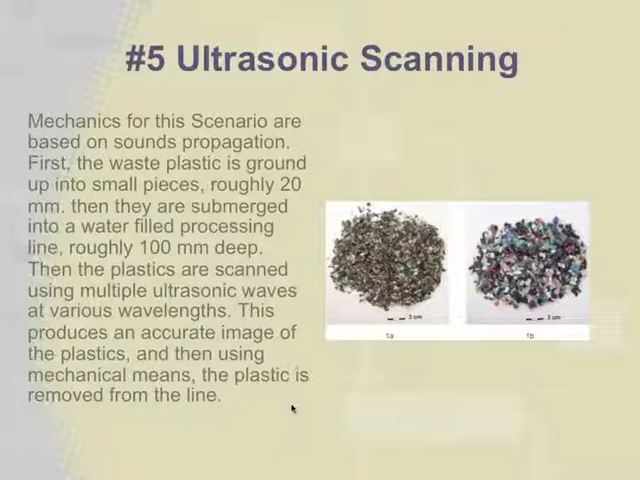 #5 Ultrasonic Scanning
Mechanics for this Scenario are
based on sounds propagation.
First, the waste plastic is ground
up into small pieces, roughly 20
mm. then they are submerged
into a water filled processing
line, roughly 100 mm deep.
Then the plastics are scanned
using multiple ultrasonic waves
at various wavelengths. This
produces an accurate image of
the plastics, and then using
mechanical means, the plastic is
removed from the line.
3 cm
3 cm
1a
1b